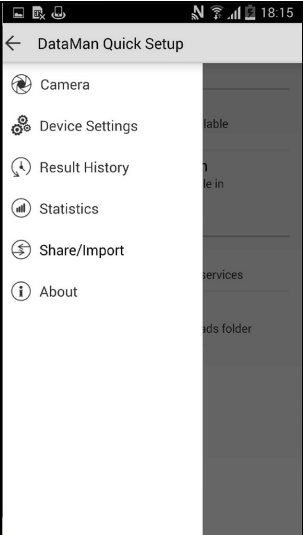 18:15
DataMan Quick Setup
Camera
Device Settings
lable
Result History
n
le in
Statistics
Share/Import
services
About
ads folder